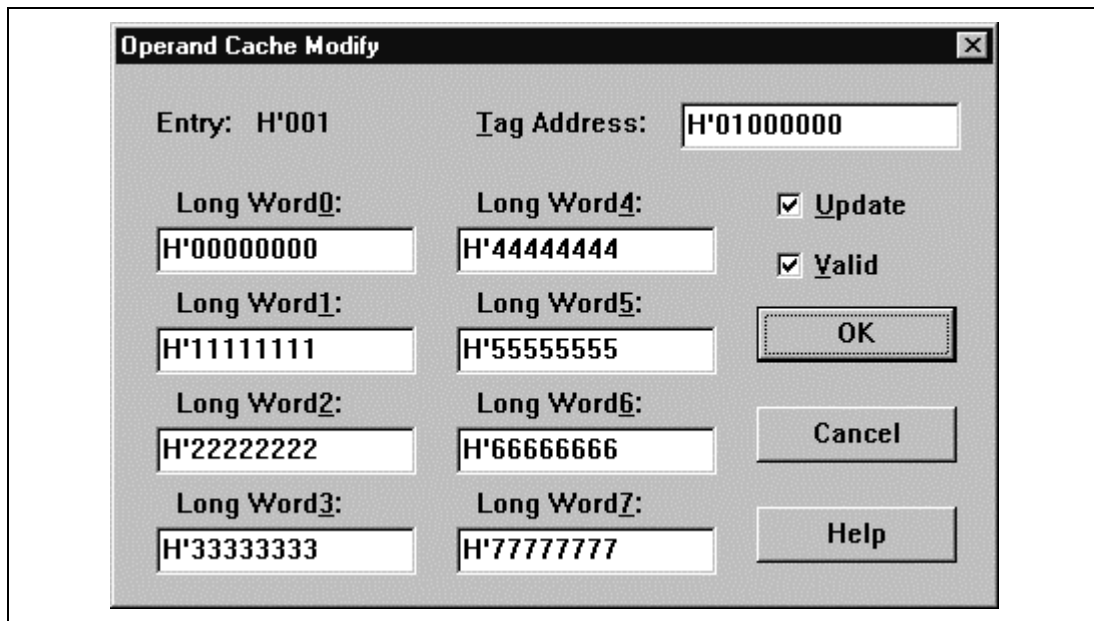 Operand Cache Modify
Entry: H'001 Tag Address: H'01000000
Long Word0: Long Word4: Update
H'00000000 H'44444444 Valid
Long Word1: Long Word5:
H'11111111 H'55555555 OK
Long Word2: Long Word6:
H'22222222 H'66666666 Cancel
Long Word3: Long Word7:
H'33333333 H'77777777 Help